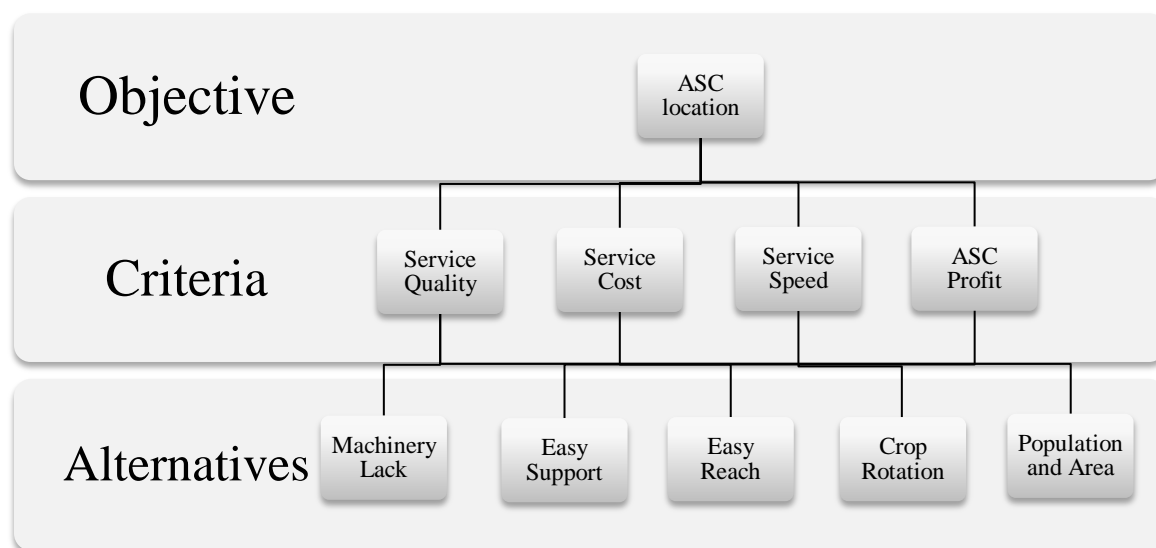 Objective
ASC
location
Criteria
Service
Quality
Service
Cost
Service
Speed
ASC
Profit
Alternatives
Machinery
Lack
Easy
Support
Easy
Reach
Crop
Rotation
Population
and Area